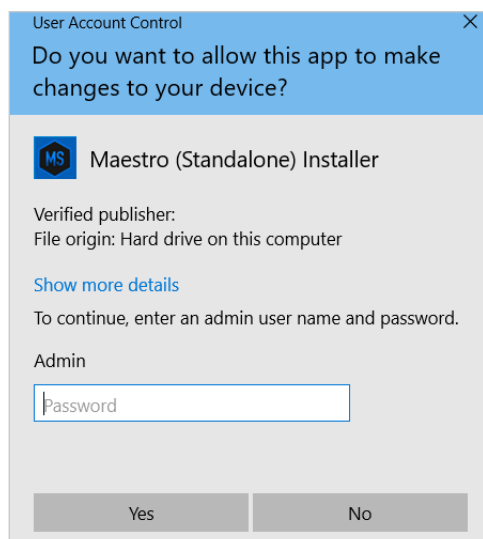 User Account Control
Do you want to allow this app to make
changes to your device?
MS
Maestro (Standalone) Installer
Verified publisher:
File origin: Hard drive on this computer
Show more details
To continue, enter an admin user name and password.
Admin
Password
Yes
No